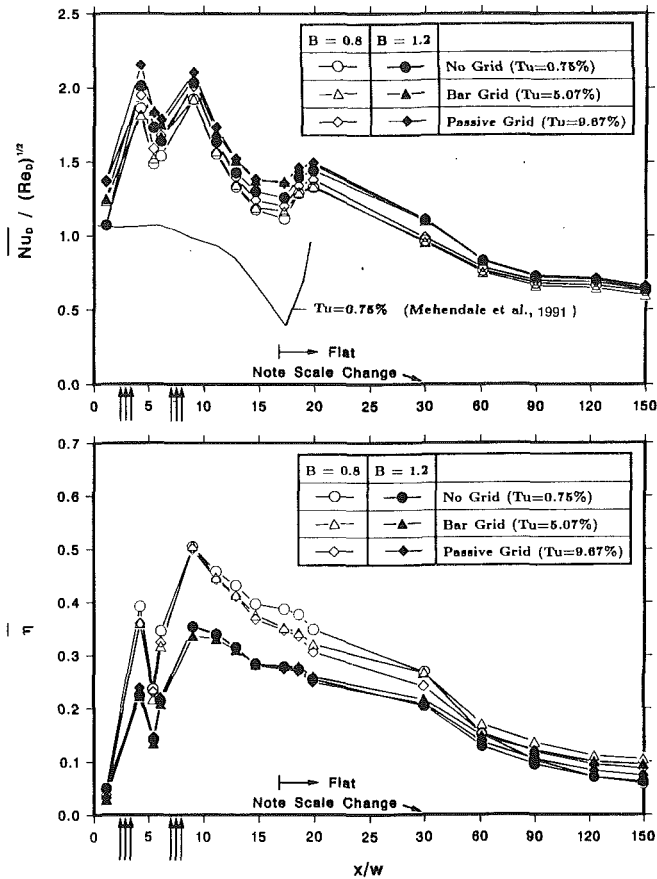 2.5
2.0
1.5
1.0
0.5
0.0
Nu_D / (Re_D)^1/2
B = 0.8 B = 1.2
No Grid (Tu=0.75%)
Bar Grid (Tu=5.07%)
Passive Grid (Tu=9.67%)
Tu=0.75% (Mehendale et al., 1991)
Flat
Note Scale Change
0 5 10 15 20 25 30 60 90 120 150
0.7
0.6
0.5
0.4
0.3
0.2
0.1
0.0
η
B = 0.8 B = 1.2
No Grid (Tu=0.75%)
Bar Grid (Tu=5.07%)
Passive Grid (Tu=9.67%)
Flat
Note Scale Change
0 5 10 15 20 25 30 60 90 120 150
x/w